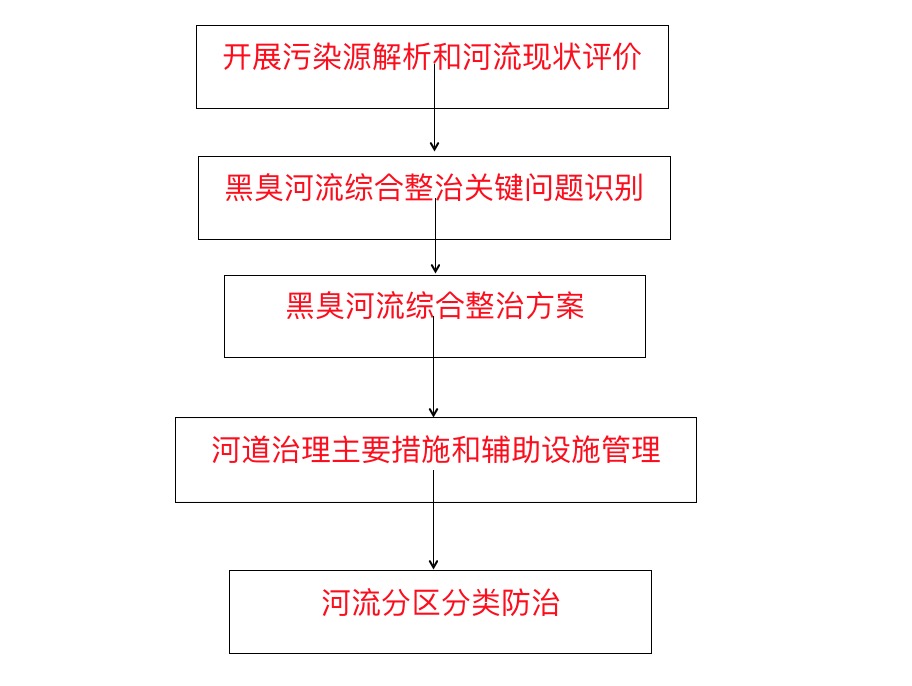 开展污染源解析和河流现状评价
黑臭河流综合整治关键问题识别
黑臭河流综合整治方案
河道治理主要措施和辅助设施管理
河流分区分类防治